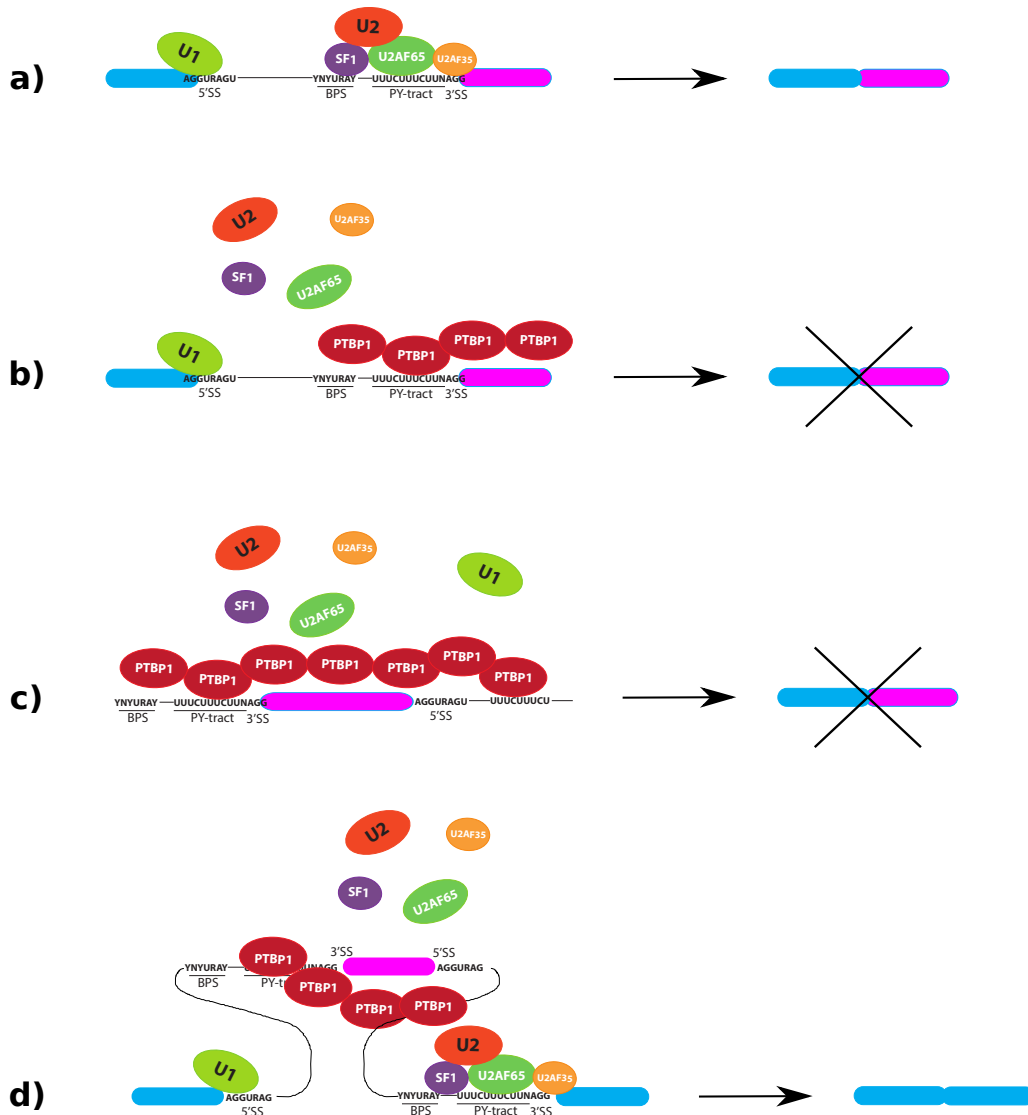 U2
U1 SF1 U2AF65 U2AF35
a) AGGURAGU YNYURAY UUUCUUUCUUNAGG
5'SS BPS PY-tract 3'SS
U2 U2AF35
SF1 U2AF65
U1 PTBP1 PTBP1 PTBP1 PTBP1
b) AGGURAGU YNYURAY UUUCUUUCUUNAGG
5'SS BPS PY-tract 3'SS
U2 U2AF35 U1
SF1 U2AF65
PTBP1 PTBP1 PTBP1 PTBP1 PTBP1 PTBP1 PTBP1
c) YNYURAY UUUCUUUCUUNAGG AGGURAGU UUUCUUUCU
BPS PY-tract 3'SS 5'SS
U2 U2AF35
SF1 U2AF65
3'SS 5'SS
YNYURAY PTBP1 UNAGG AGGURAG
BPS PTBP1 PTBP1 PTBP1
U2
U1 SF1 U2AF65 U2AF35
d) AGGURAG YNYURAY UUUCUUUCUUNAGG
5'SS BPS PY-tract 3'SS